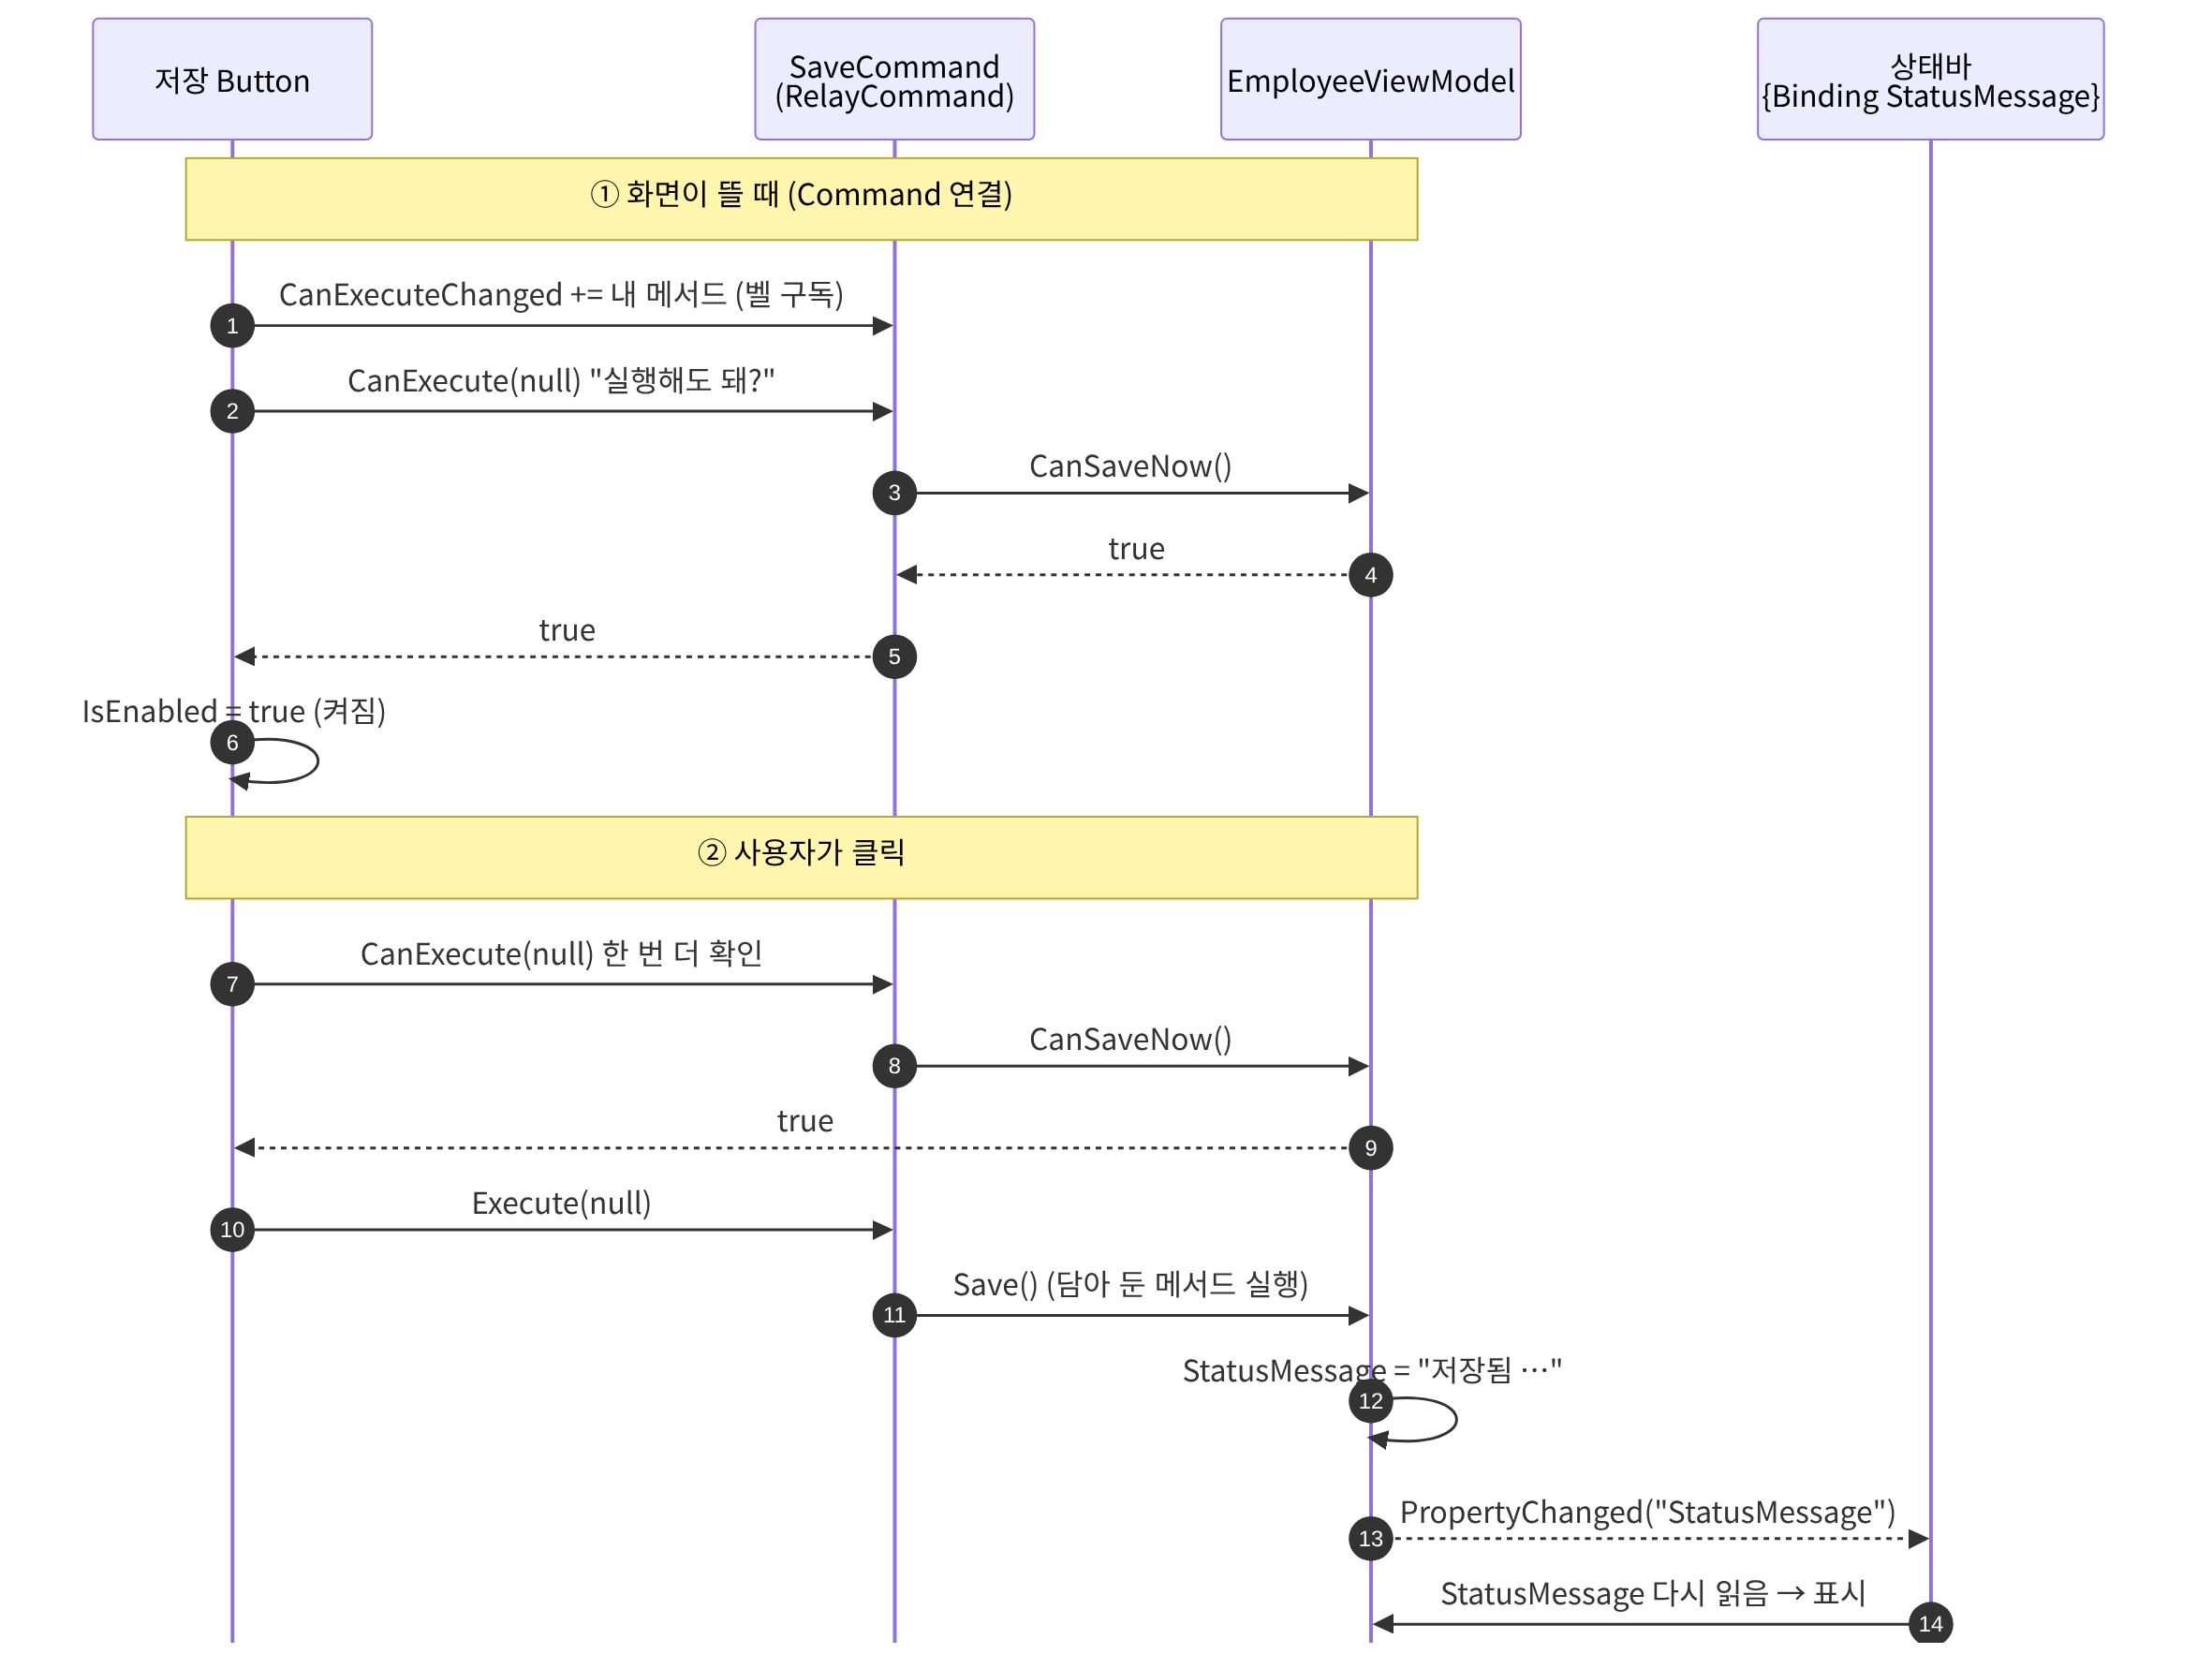 저장 Button
SaveCommand
(RelayCommand)
EmployeeViewModel
상태바
{Binding StatusMessage}
① 화면이 뜰 때 (Command 연결)
CanExecuteChanged += 내 메서드 (벨 구독)
1
CanExecute(null) "실행해도 돼?"
2
CanSaveNow()
3
true
4
true
5
IsEnabled = true (켜짐)
6
② 사용자가 클릭
CanExecute(null) 한 번 더 확인
7
CanSaveNow()
8
true
9
Execute(null)
10
Save() (담아 둔 메서드 실행)
11
StatusMessage = "저장됨 …"
12
PropertyChanged("StatusMessage")
13
StatusMessage 다시 읽음 → 표시
14